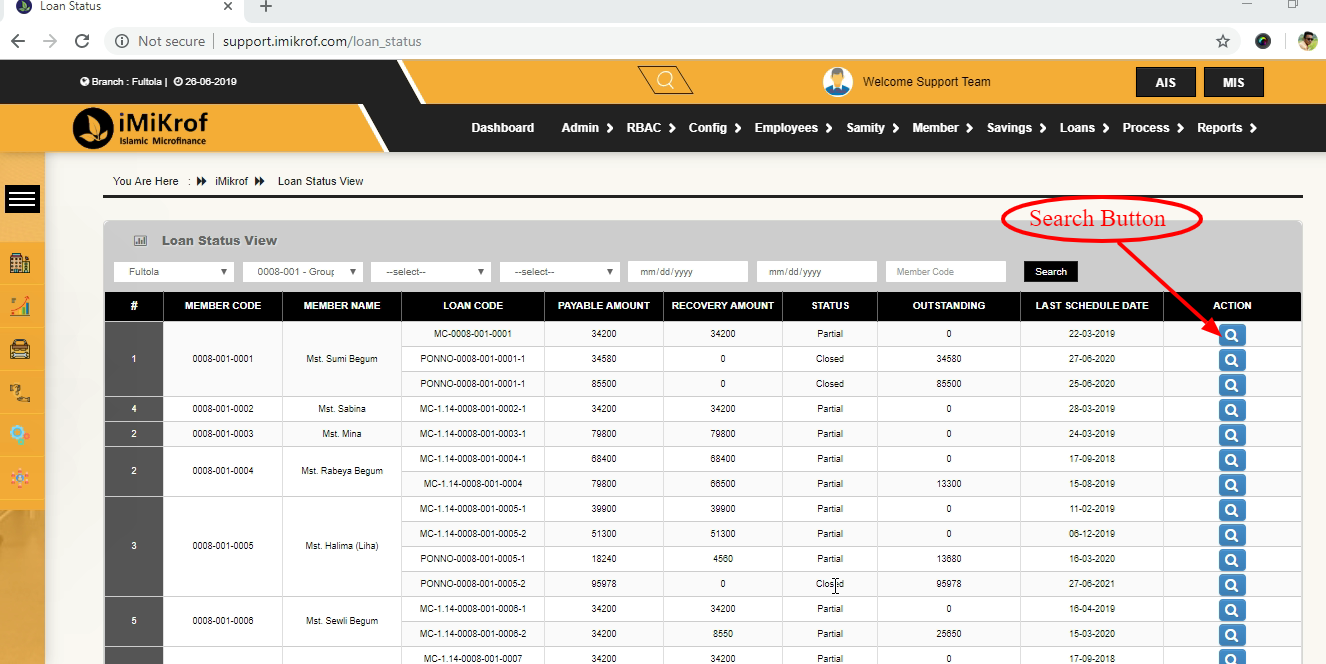 Loan Status
Not secure support.imikrof.com/loan_status
Branch : Fultola | 26-06-2019
Welcome Support Team
AIS
MIS
iMiKrof
Islamic Microfinance
Dashboard Admin RBAC Config Employees Samity Member Savings Loans Process Reports
You Are Here : iMikrof Loan Status View
Search Button
Loan Status View
Fultola 0008-001 - Group --select-- --select-- mm/dd/yyyy mm/dd/yyyy Member Code Search
# MEMBER CODE MEMBER NAME LOAN CODE PAYABLE AMOUNT RECOVERY AMOUNT STATUS OUTSTANDING LAST SCHEDULE DATE ACTION
MC-0008-001-0001 34200 34200 Partial 0 22-03-2019
1 0008-001-0001 Mst. Sumi Begum PONNO-0008-001-0001-1 34580 0 Closed 34580 27-06-2020
PONNO-0008-001-0001-1 85500 0 Closed 85500 25-06-2020
4 0008-001-0002 Mst. Sabina MC-1.14-0008-001-0002-1 34200 34200 Partial 0 28-03-2019
2 0008-001-0003 Mst. Mina MC-1.14-0008-001-0003-1 79800 79800 Partial 0 24-03-2019
2 0008-001-0004 Mst. Rabeya Begum MC-1.14-0008-001-0004-1 68400 68400 Partial 0 17-09-2018
MC-1.14-0008-001-0004 79800 66500 Partial 13300 15-08-2019
MC-1.14-0008-001-0005-1 39900 39900 Partial 0 11-02-2019
MC-1.14-0008-001-0005-2 51300 51300 Partial 0 06-12-2019
3 0008-001-0005 Mst. Halima (Liha) PONNO-0008-001-0005-1 18240 4560 Partial 13680 16-03-2020
PONNO-0008-001-0005-2 95978 0 Closed 95978 27-06-2021
5 0008-001-0006 Mst. Sewli Begum MC-1.14-0008-001-0006-1 34200 34200 Partial 0 16-04-2019
MC-1.14-0008-001-0006-2 34200 8550 Partial 25650 15-03-2020
MC-1.14-0008-001-0007 34200 34200 Partial 0 17-09-2018